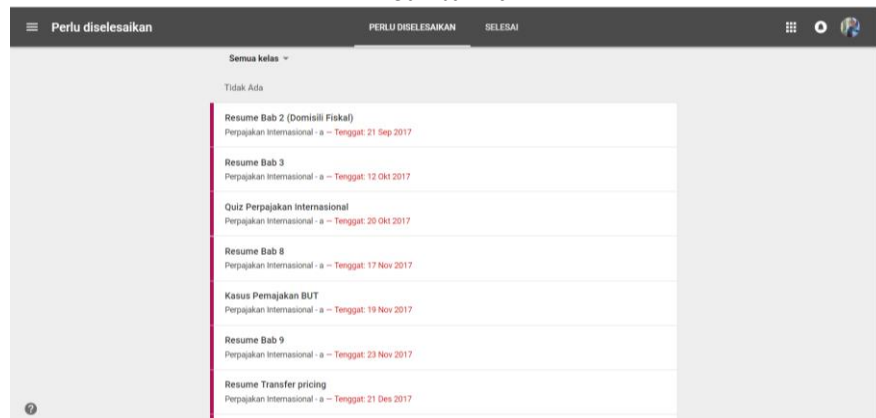 Perlu diselesaikan
PERLU DISELESAIKAN
SELESAI
Semua kelas
Tidak Ada
Resume Bab 2 (Domisili Fiskal)
Perpajakan Internasional - a — Tenggat: 21 Sep 2017
Resume Bab 3
Perpajakan Internasional - a — Tenggat: 12 Okt 2017
Quiz Perpajakan Internasional
Perpajakan Internasional - a — Tenggat: 20 Okt 2017
Resume Bab 8
Perpajakan Internasional - a — Tenggat: 17 Nov 2017
Kasus Pemajakan BUT
Perpajakan Internasional - a — Tenggat: 19 Nov 2017
Resume Bab 9
Perpajakan Internasional - a — Tenggat: 23 Nov 2017
Resume Transfer pricing
Perpajakan Internasional - a — Tenggat: 21 Des 2017